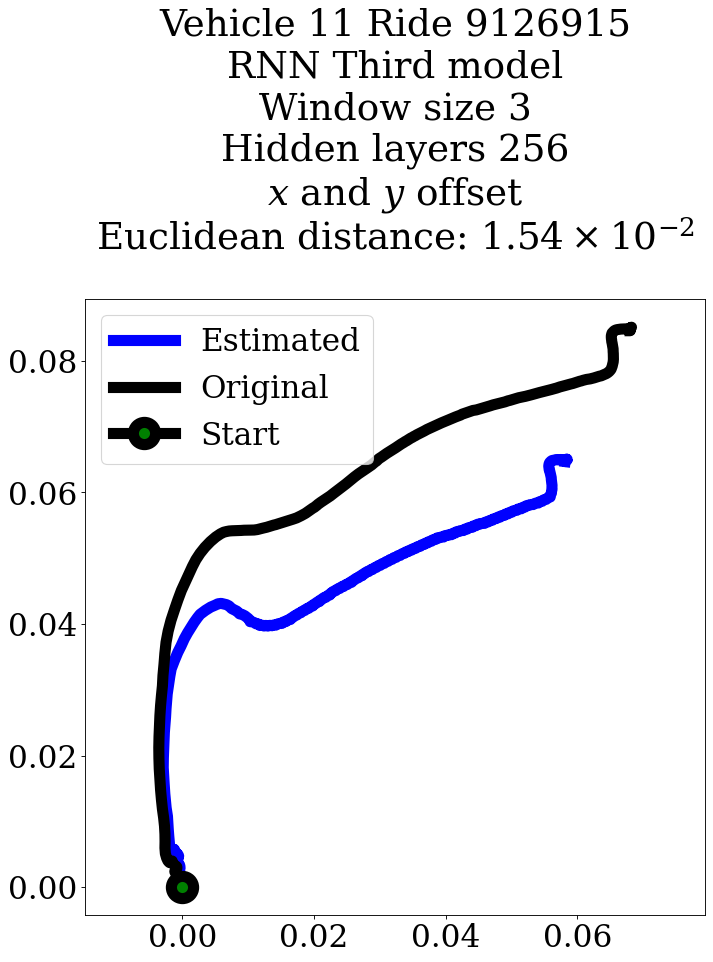 Vehicle 11 Ride 9126915
RNN Third model
Window size 3
Hidden layers 256
x and y offset
Euclidean distance: 1.54 × 10⁻²
Estimated
Original
Start
0.08
0.06
0.04
0.02
0.00
0.00 0.02 0.04 0.06